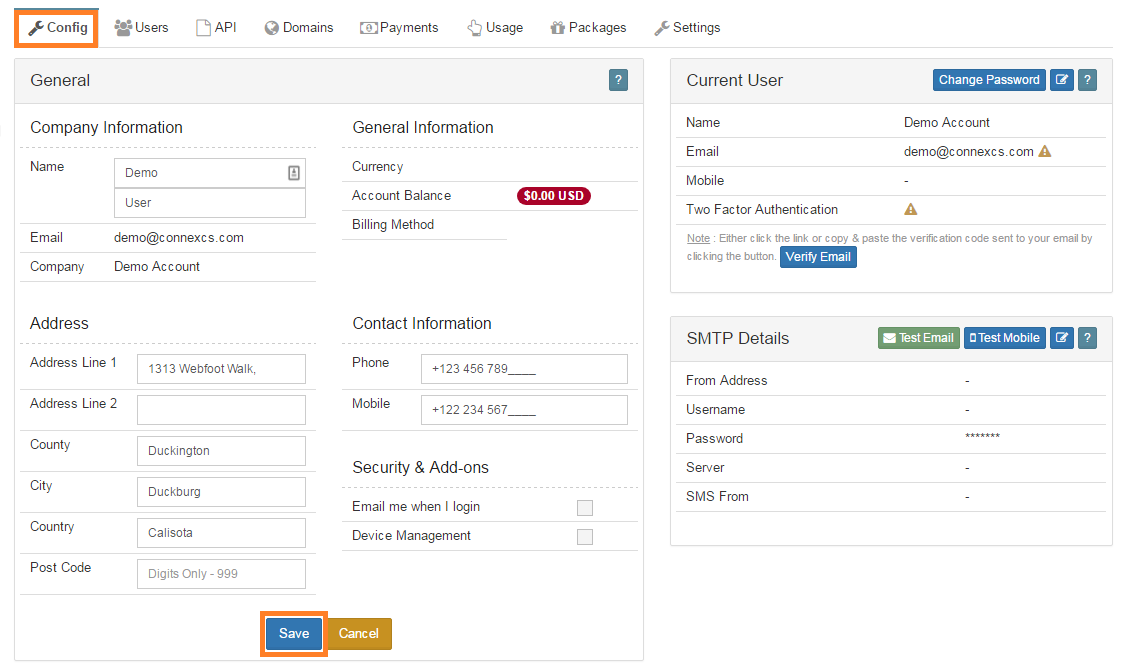 Config Users API Domains Payments Usage Packages Settings
General ?
Company Information
Name Demo
User
Email demo@connexcs.com
Company Demo Account
General Information
Currency
Account Balance $0.00 USD
Billing Method
Address
Address Line 1 1313 Webfoot Walk,
Address Line 2
County Duckington
City Duckburg
Country Calisota
Post Code Digits Only - 999
Contact Information
Phone +123 456 789____
Mobile +122 234 567____
Security & Add-ons
Email me when I login
Device Management
Save Cancel
Current User Change Password ?
Name Demo Account
Email demo@connexcs.com
Mobile -
Two Factor Authentication
Note : Either click the link or copy & paste the verification code sent to your email by
clicking the button. Verify Email
SMTP Details Test Email Test Mobile ?
From Address -
Username -
Password *******
Server -
SMS From -